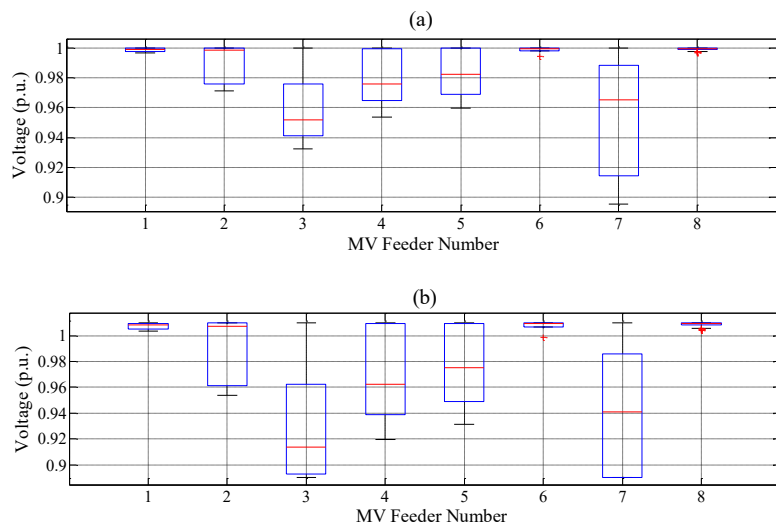 (a)
Voltage (p.u.)
1
0.98
0.96
0.94
0.92
0.9
1 2 3 4 5 6 7 8
MV Feeder Number
(b)
Voltage (p.u.)
1
0.98
0.96
0.94
0.92
0.9
1 2 3 4 5 6 7 8
MV Feeder Number